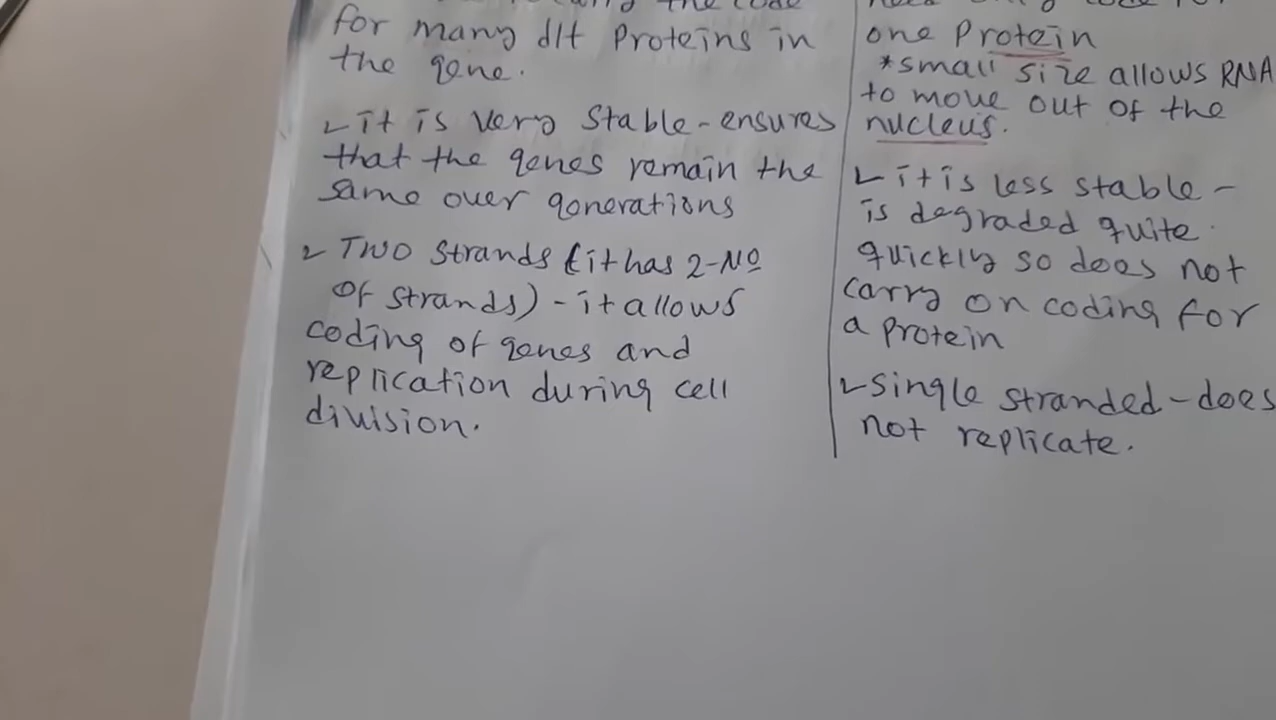 the code
for many d/t Proteins in
the gene.
it is very stable-ensures
that the genes remain the
same over generations
Two strands (it has 2-No
of strands) - it allows
coding of genes and
replication during cell
division.
one Protein
*small size allows RNA
to move out of the
nucleus.
it is less stable -
is degraded quite
quickly so does not
carry on coding for
a protein
single stranded-does
not replicate.